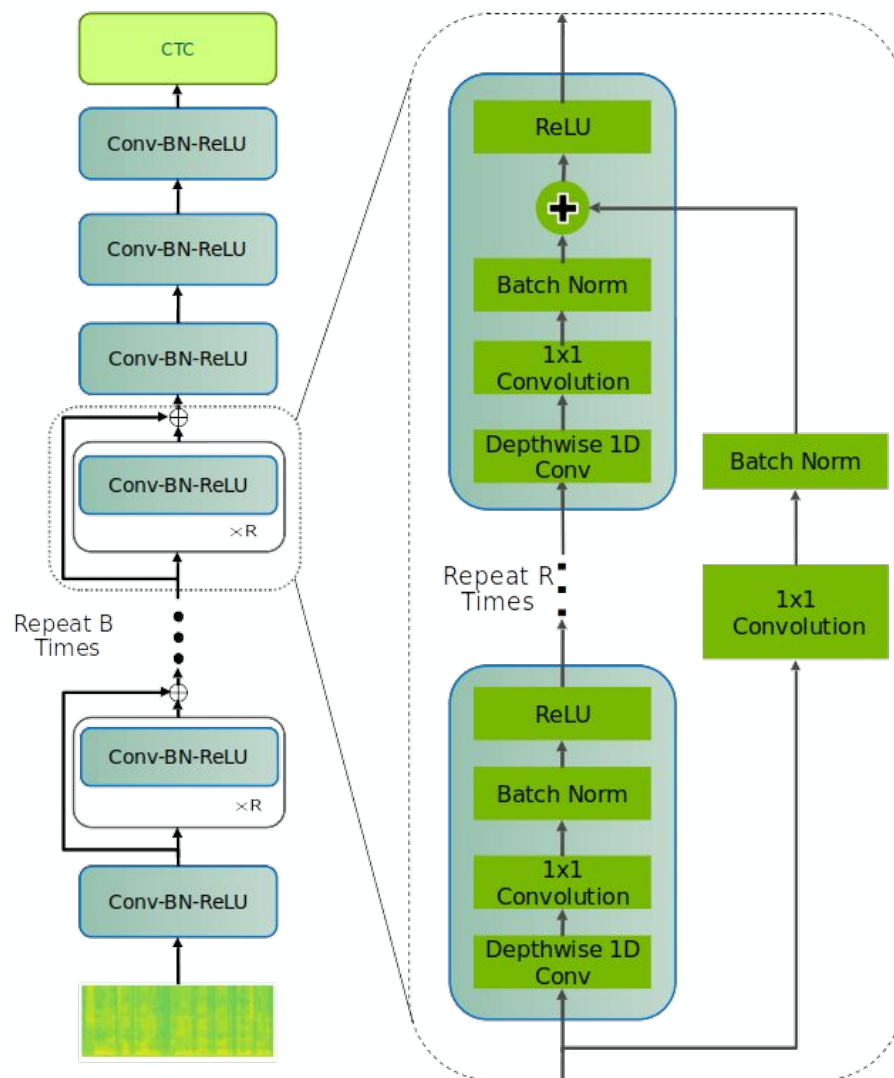 CTC
Conv-BN-ReLU
Conv-BN-ReLU
Conv-BN-ReLU
Conv-BN-ReLU
×R
Repeat B
Times
Conv-BN-ReLU
×R
Conv-BN-ReLU
ReLU
Batch Norm
1x1
Convolution
Depthwise 1D
Conv
Repeat R
Times
ReLU
Batch Norm
1x1
Convolution
Depthwise 1D
Conv
Batch Norm
1x1
Convolution